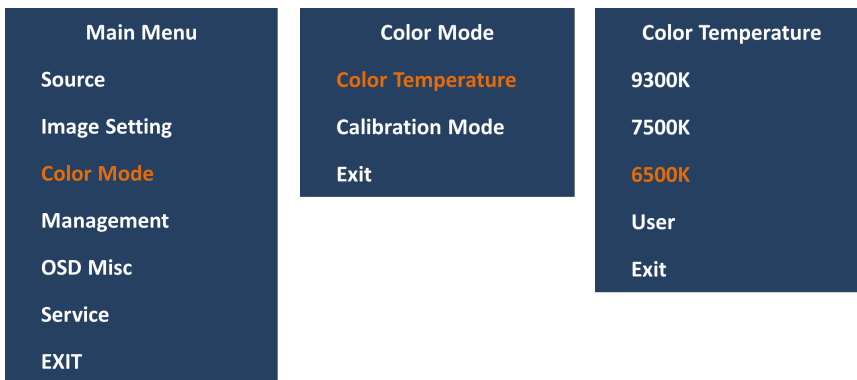 Main Menu
Source
Image Setting
Color Mode
Management
OSD Misc
Service
EXIT
Color Mode
Color Temperature
Calibration Mode
Exit
Color Temperature
9300K
7500K
6500K
User
Exit